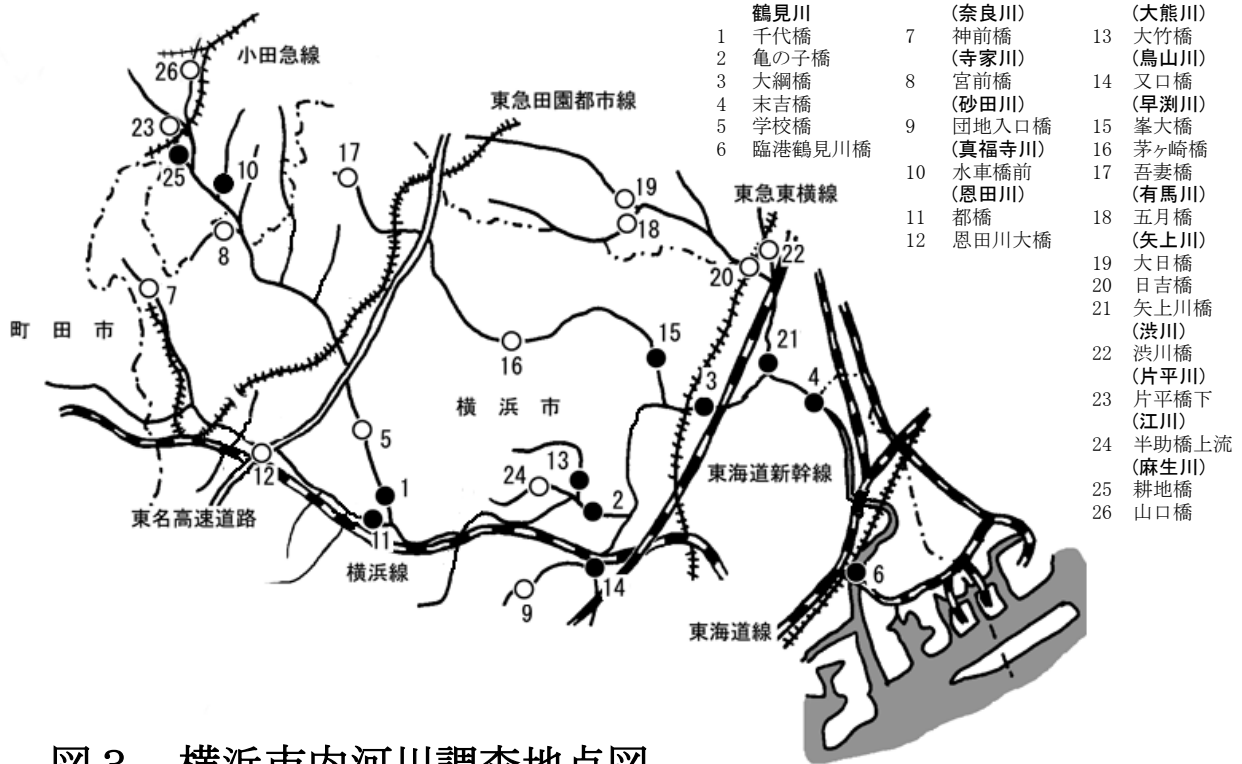 鶴見川
1 千代橋
2 亀の子橋
3 大綱橋
4 末吉橋
5 学校橋
6 臨港鶴見川橋
(奈良川)
7 神前橋
(寺家川)
8 宮前橋
(砂田川)
9 団地入口橋
(真福寺川)
10 水車橋前
(恩田川)
11 都橋
12 恩田川大橋
(大熊川)
13 大竹橋
(鳥山川)
14 又口橋
(早渕川)
15 峯大橋
16 茅ヶ崎橋
17 吾妻橋
(有馬川)
18 五月橋
(矢上川)
19 大日橋
20 日吉橋
21 矢上川橋
(渋川)
22 渋川橋
(片平川)
23 片平橋下
(江川)
24 半助橋上流
(麻生川)
25 耕地橋
26 山口橋
小田急線
26
東急田園都市線
23
25
10
17
19
東急東横線
18
8
22
20
7
町田市
15
21
16
3
4
横浜市
5
13
24
12
東海道新幹線
1
2
東名高速道路
11
横浜線
14
6
9
東海道線